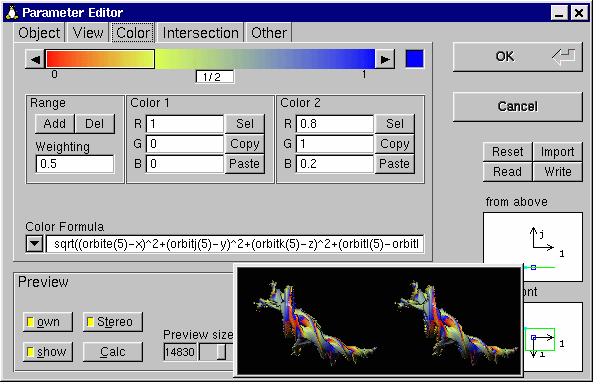 Parameter Editor
Object View Color Intersection Other
0 1/2 1
OK
Cancel
Range Color 1 Color 2
Add Del R 1 Sel R 0.8 Sel
Weighting G 0 Copy G 1 Copy
0.5 B 0 Paste B 0.2 Paste
Reset Import
Read Write
from above
j
1
Color Formula
sqrt((orbite(5)-x)^2+(orbitj(5)-y)^2+(orbitk(5)-z)^2+(orbitl(5)-orbitl
Preview
own Stereo
show Calc
Preview size
14830
ont
1
i